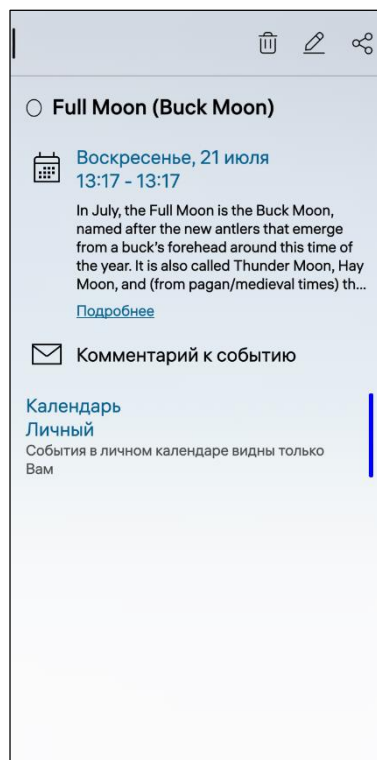 Full Moon (Buck Moon)
Воскресенье, 21 июля
13:17 - 13:17
In July, the Full Moon is the Buck Moon,
named after the new antlers that emerge
from a buck's forehead around this time of
the year. It is also called Thunder Moon, Hay
Moon, and (from pagan/medieval times) th...
Подробнее
Комментарий к событию
Календарь
Личный
События в личном календаре видны только
Вам